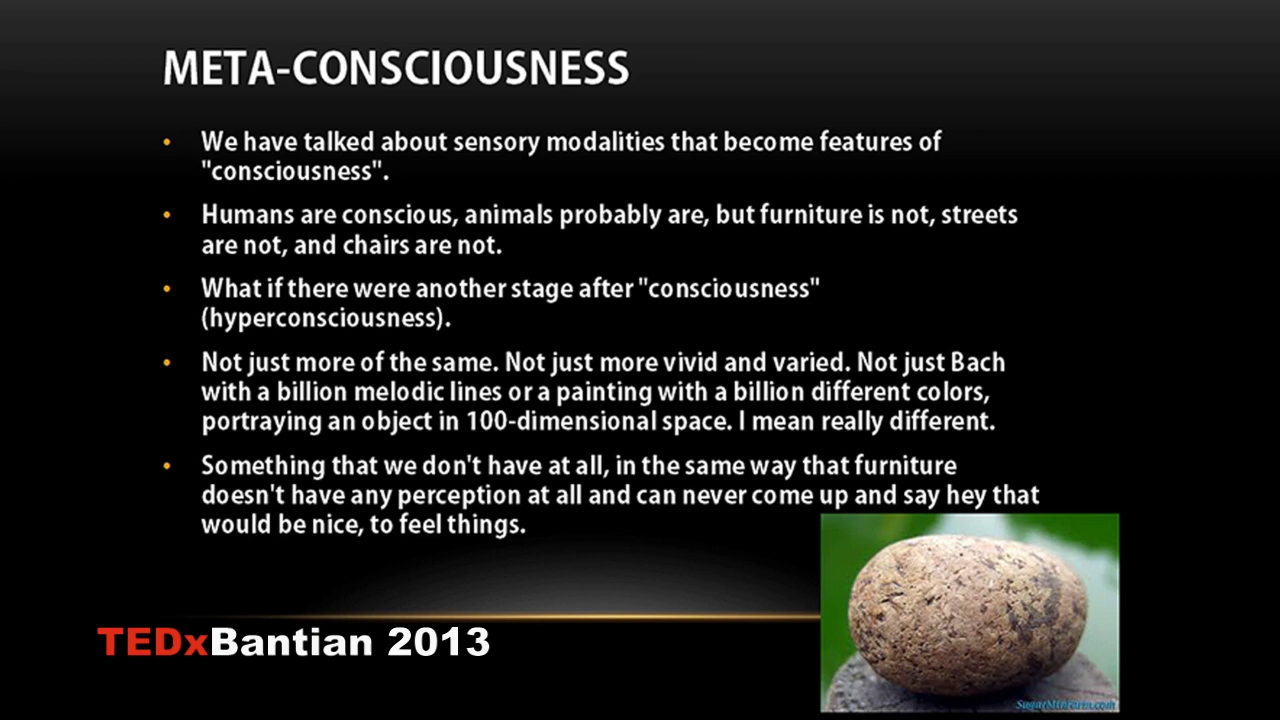 META-CONSCIOUSNESS
• We have talked about sensory modalities that become features of
"consciousness".
• Humans are conscious, animals probably are, but furniture is not, streets
are not, and chairs are not.
• What if there were another stage after "consciousness"
(hyperconsciousness).
• Not just more of the same. Not just more vivid and varied. Not just Bach
with a billion melodic lines or a painting with a billion different colors,
portraying an object in 100-dimensional space. I mean really different.
• Something that we don't have at all, in the same way that furniture
doesn't have any perception at all and can never come up and say hey that
would be nice, to feel things.
TEDxBantian 2013
SugarMtnFarm.com